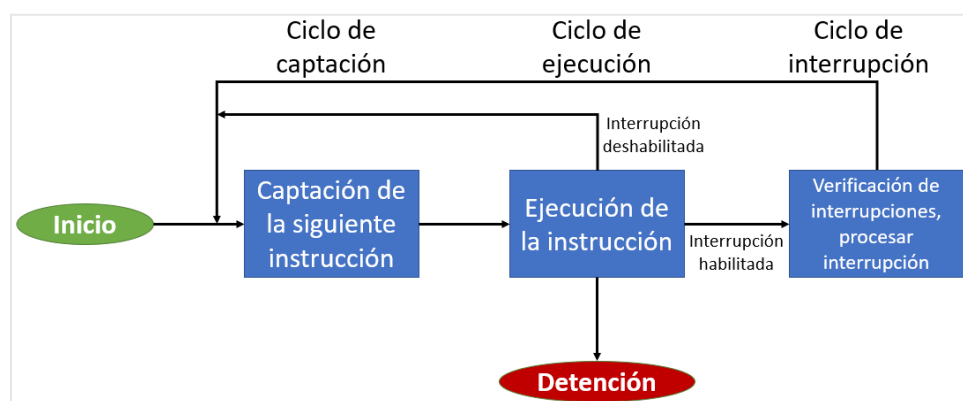 Ciclo de
captación
Ciclo de
ejecución
Ciclo de
interrupción
Interrupción
deshabilitada
Inicio
Captación de
la siguiente
instrucción
Ejecución de
la instrucción
Interrupción
habilitada
Verificación de
interrupciones,
procesar
interrupción
Detención